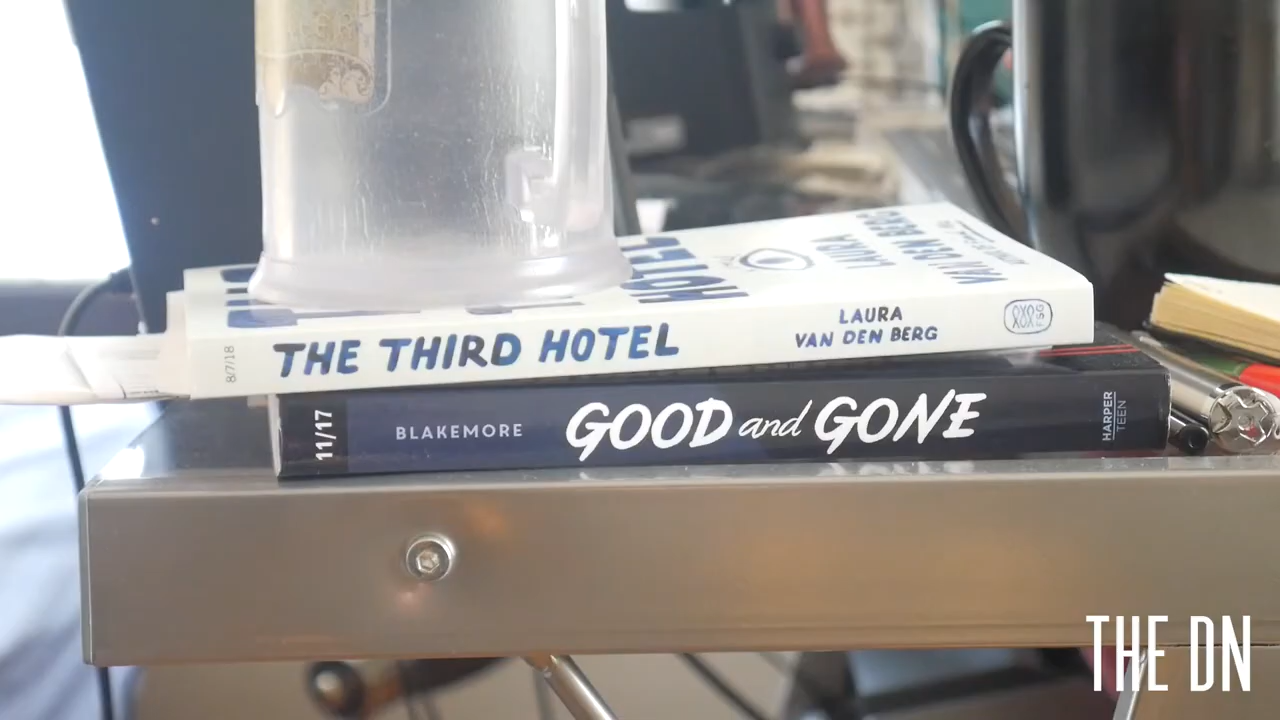 HOTEL
LAURA
VAN DEN BERG
8/7/18
THE THIRD HOTEL
LAURA
VAN DEN BERG
FSG
11/17
BLAKEMORE
GOOD and GONE
HARPER
TEEN
THE DN